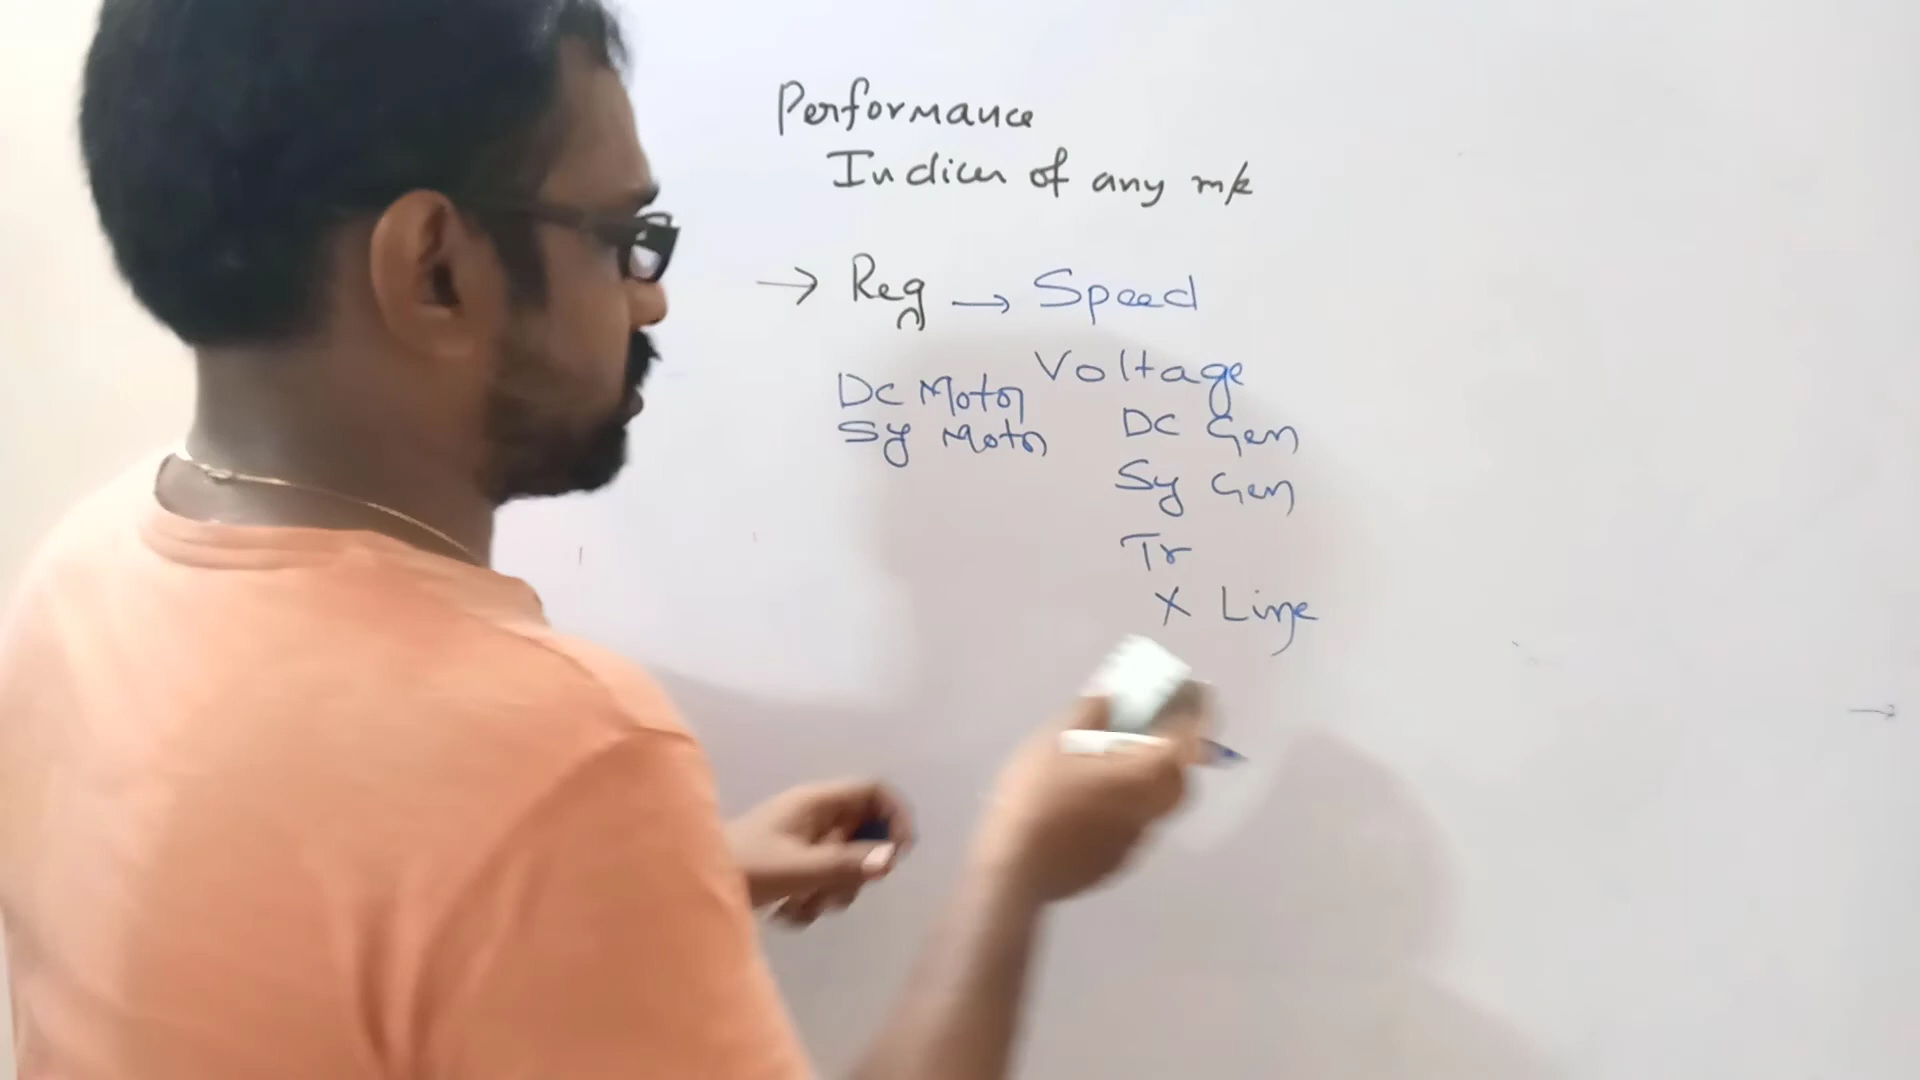 Performance
Indices of any m/c
→ Reg → Speed
Voltage
DC Motor
Sy Motor
DC Gen
Sy Gen
Tr
X Line